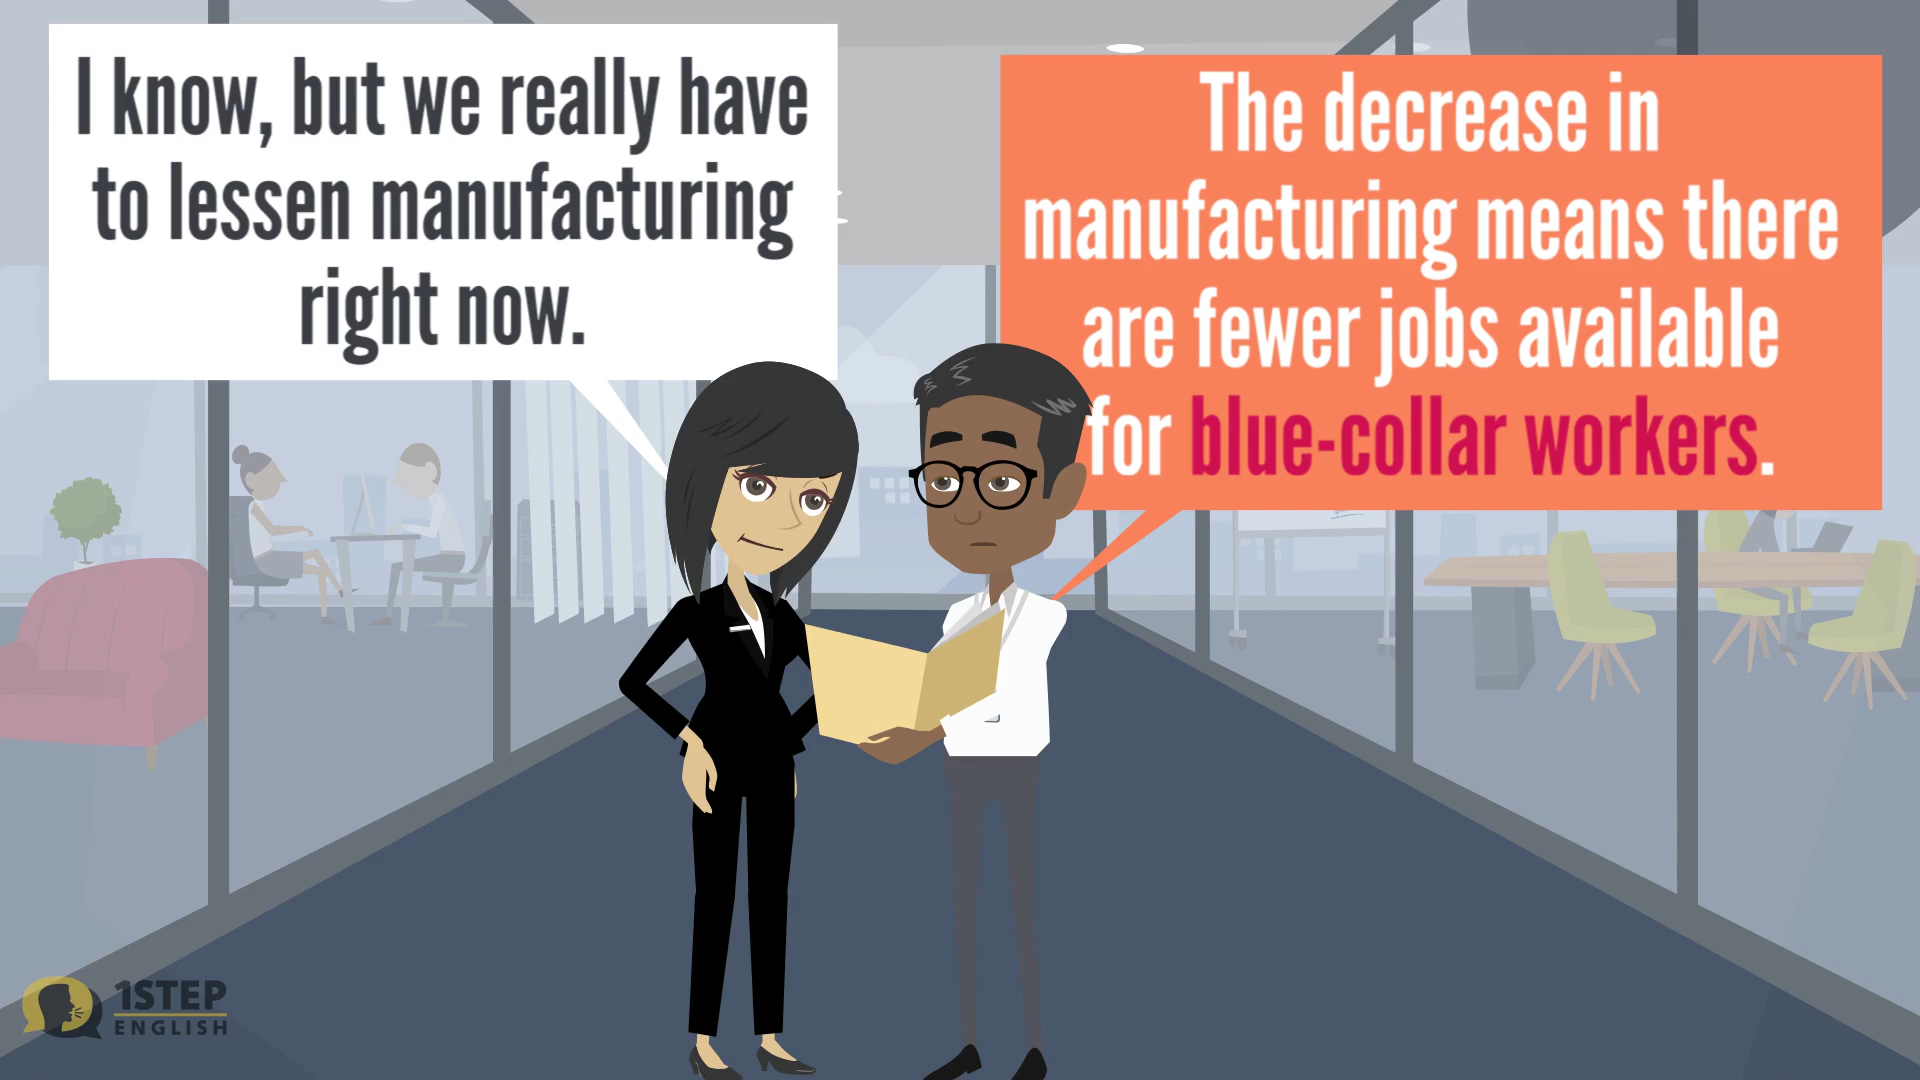 I know, but we really have
to lessen manufacturing
right now.
The decrease in
manufacturing means there
are fewer jobs available
for blue-collar workers.
1STEP
ENGLISH